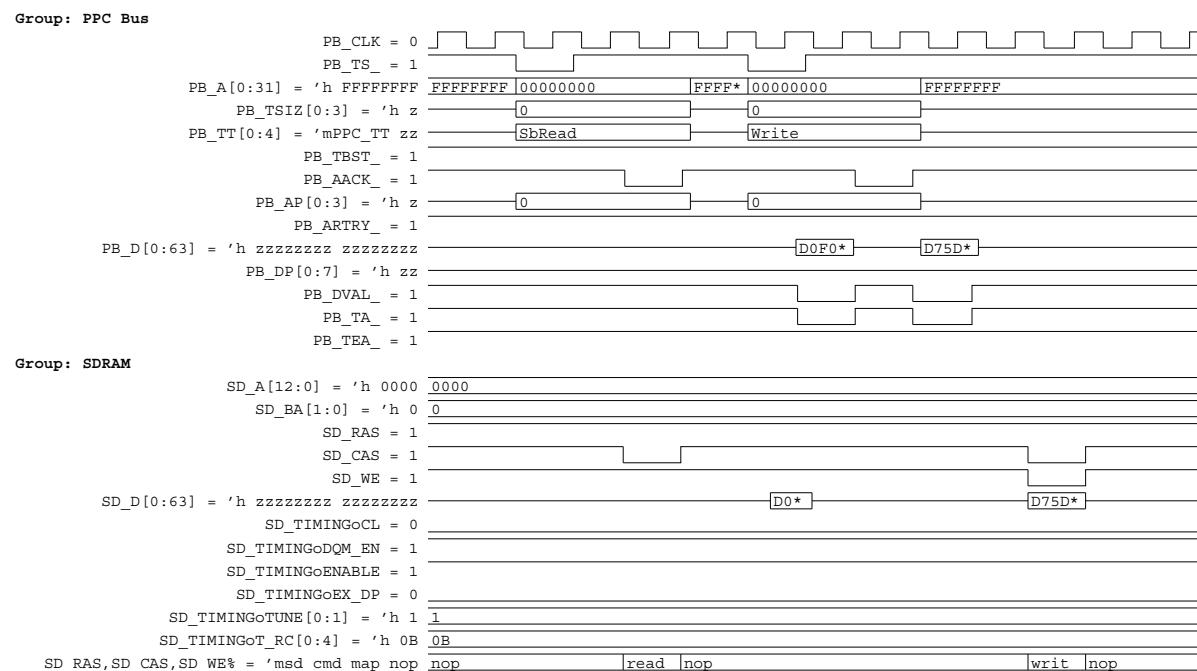 Group: PPC Bus
PB_CLK = 0
PB_TS_ = 1
PB_A[0:31] = 'h FFFFFFFF FFFFFFFF 00000000 FFFF* 00000000 FFFFFFFF
PB_TSIZ[0:3] = 'h z 0 0
PB_TT[0:4] = 'mPPC_TT zz SbRead Write
PB_TBST_ = 1
PB_AACK_ = 1
PB_AP[0:3] = 'h z 0 0
PB_ARTRY_ = 1
PB_D[0:63] = 'h zzzzzzzz zzzzzzzz D0F0* D75D*
PB_DP[0:7] = 'h zz
PB_DVAL_ = 1
PB_TA_ = 1
PB_TEA_ = 1
Group: SDRAM
SD_A[12:0] = 'h 0000 0000
SD_BA[1:0] = 'h 0 0
SD_RAS = 1
SD_CAS = 1
SD_WE = 1
SD_D[0:63] = 'h zzzzzzzz zzzzzzzz D0* D75D*
SD_TIMINGoCL = 0
SD_TIMINGoDQM_EN = 1
SD_TIMINGoENABLE = 1
SD_TIMINGoEX_DP = 0
SD_TIMINGoTUNE[0:1] = 'h 1 1
SD_TIMINGoT_RC[0:4] = 'h 0B 0B
SD RAS,SD CAS,SD WE% = 'msd cmd map nop nop read nop writ nop